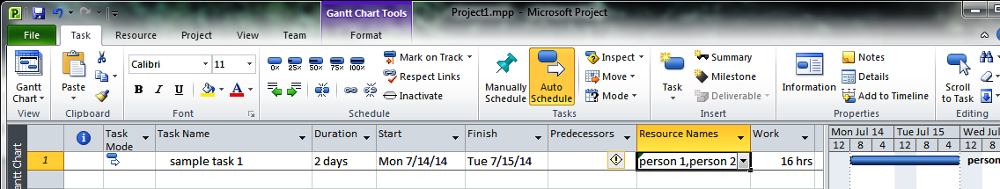 Gantt Chart Tools Project1.mpp - Microsoft Project
File Task Resource Project View Team Format
0% 25% 50% 75% 100% Mark on Track Inspect Summary Notes
Calibri 11 Respect Links Move Milestone Details
Gantt Chart Paste B I U A Inactivate Manually Schedule Auto Schedule Mode Task Deliverable Information Add to Timeline Scroll to Task
View Clipboard Font Schedule Tasks Insert Properties Editing
Task Mode Task Name Duration Start Finish Predecessors Resource Names Work Mon Jul 14 Tue Jul 15 Wed Jul
12 8 4 12 8 4 12 8
1 sample task 1 2 days Mon 7/14/14 Tue 7/15/14 person 1,person 2 16 hrs person
antt Chart